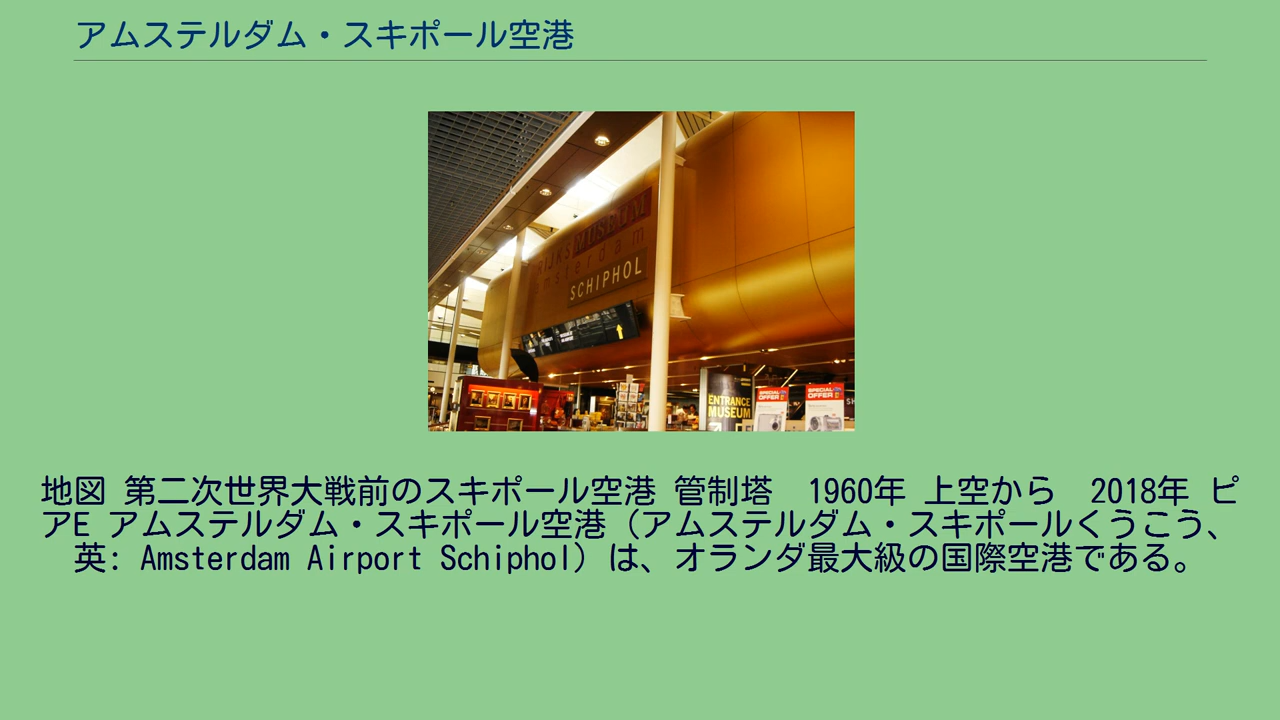 アムステルダム・スキポール空港
RIJKSMUSEUM
amsterdam
SCHIPHOL
ENTRANCE
MUSEUM
SPECIAL
OFFER
SPECIAL
OFFER
SH
地図 第二次世界大戦前のスキポール空港 管制塔　1960年 上空から　2018年 ピ
アE アムステルダム・スキポール空港（アムステルダム・スキポールくうこう、
英: Amsterdam Airport Schiphol）は、オランダ最大級の国際空港である。